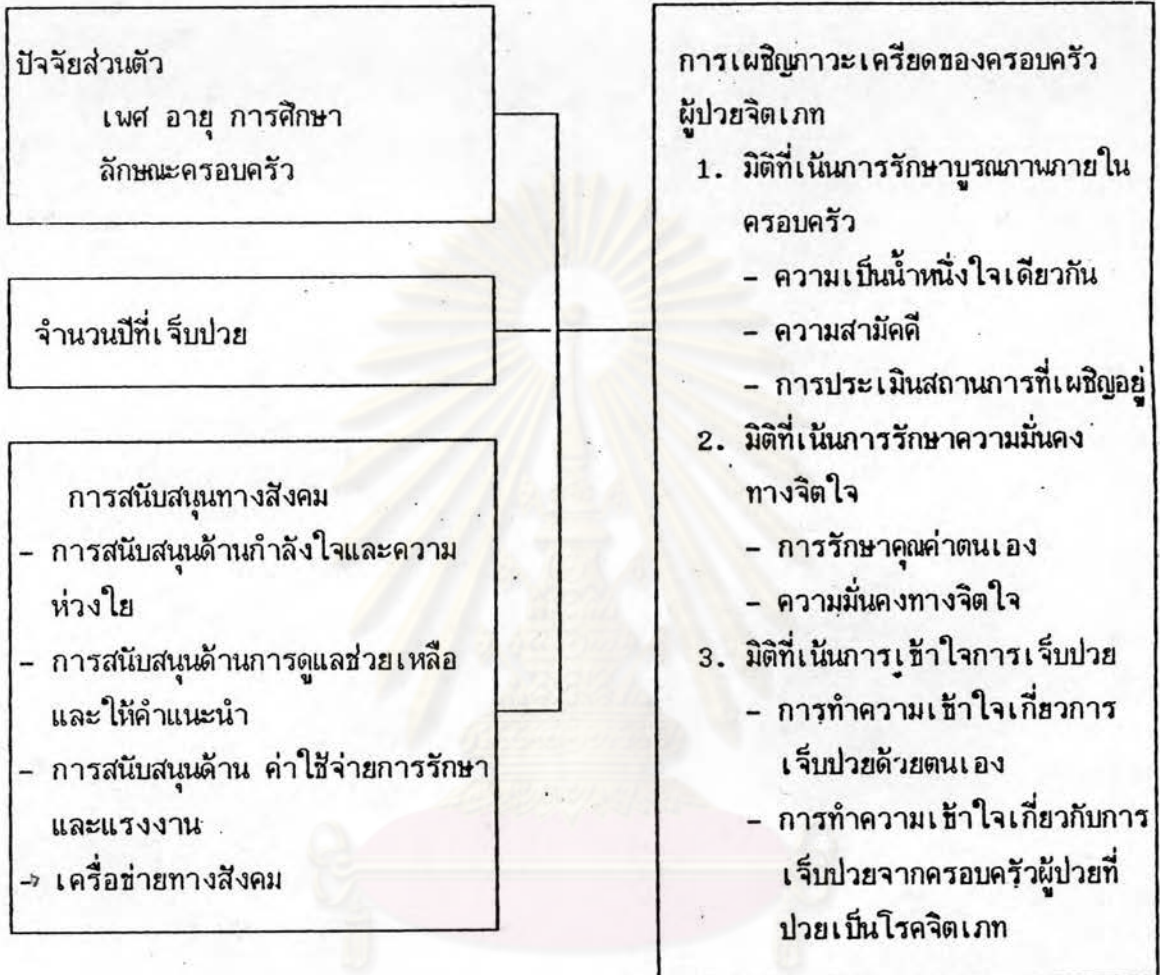 ปัจจัยส่วนตัว
เพศ อายุ การศึกษา
ลักษณะครอบครัว
จำนวนปีที่เจ็บป่วย
การสนับสนุนทางสังคม
- การสนับสนุนด้านกำลังใจและความ
ห่วงใย
- การสนับสนุนด้านการดูแลช่วยเหลือ
และให้คำแนะนำ
- การสนับสนุนด้าน ค่าใช้จ่ายการรักษา
และแรงงาน
- เครื่อข่ายทางสังคม
การเผชิญภาวะเครียดของครอบครัว
ผู้ป่วยจิตเภท
1. มิติที่เน้นการรักษาบูรณภาพภายใน
ครอบครัว
- ความเป็นน้ำหนึ่งใจเดียวกัน
- ความสามัคคี
- การประเมินสถานการที่เผชิญอยู่
2. มิติที่เน้นการรักษาความมั่นคง
ทางจิตใจ
- การรักษาคุณค่าตนเอง
- ความมั่นคงทางจิตใจ
3. มิติที่เน้นการเข้าใจการเจ็บป่วย
- การทำความเข้าใจเกี่ยวการ
เจ็บป่วยด้วยตนเอง
- การทำความเข้าใจเกี่ยวกับการ
เจ็บป่วยจากครอบครัวผู้ป่วยที่
ป่วยเป็นโรคจิตเภท